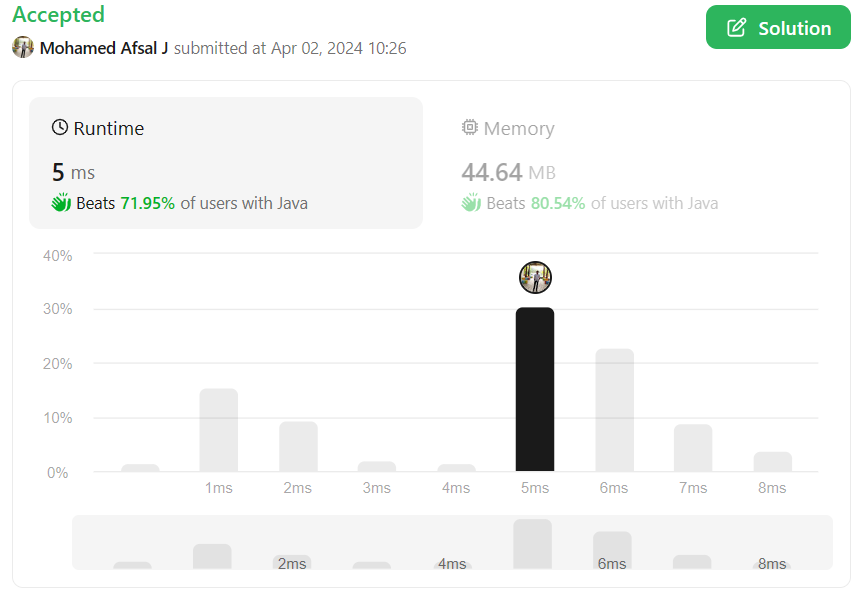 Accepted
Mohamed Afsal J submitted at Apr 02, 2024 10:26
Solution
Runtime
5 ms
Beats 71.95% of users with Java
Memory
44.64 MB
Beats 80.54% of users with Java
40%
30%
20%
10%
0%
1ms 2ms 3ms 4ms 5ms 6ms 7ms 8ms
2ms 4ms 6ms 8ms